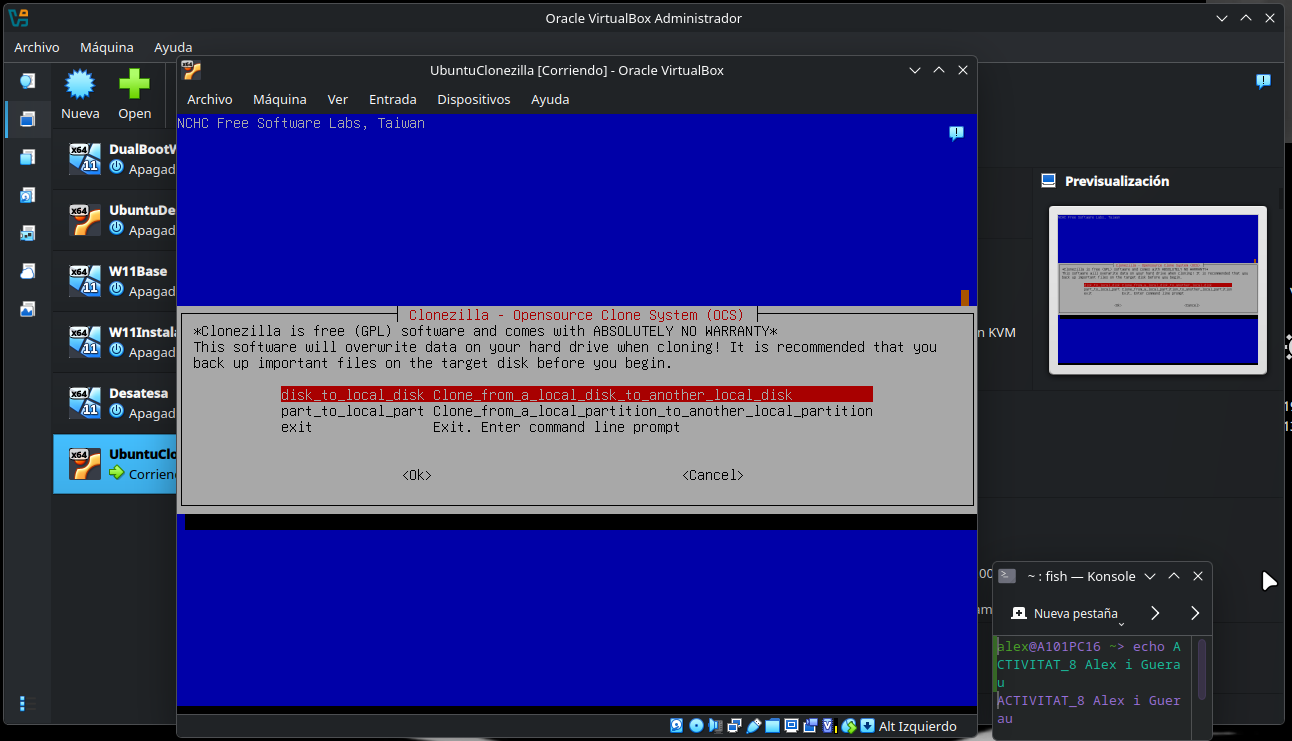 Oracle VirtualBox Administrador
Archivo Máquina Ayuda
Nueva Open
DualBootW
Apagad
UbuntuDe
Apagad
W11Base
Apagad
W11Instala
Apagad
Desatesa
Apagad
UbuntuClo
Corrien
UbuntuClonezilla [Corriendo] - Oracle VirtualBox
Archivo Máquina Ver Entrada Dispositivos Ayuda
NCHC Free Software Labs, Taiwan
Clonezilla - Opensource Clone System (OCS)
*Clonezilla is free (GPL) software and comes with ABSOLUTELY NO WARRANTY*
This software will overwrite data on your hard drive when cloning! It is recommended that you
back up important files on the target disk before you begin.
disk_to_local_disk Clone_from_a_local_disk_to_another_local_disk
part_to_local_part Clone_from_a_local_partition_to_another_local_partition
exit Exit. Enter command line prompt
<Ok> <Cancel>
Alt Izquierdo
Previsualización
n KVM
~ : fish — Konsole
Nueva pestaña
alex@A101PC16 ~> echo A
CTIVITAT_8 Alex i Guera
u
ACTIVITAT_8 Alex i Guer
au